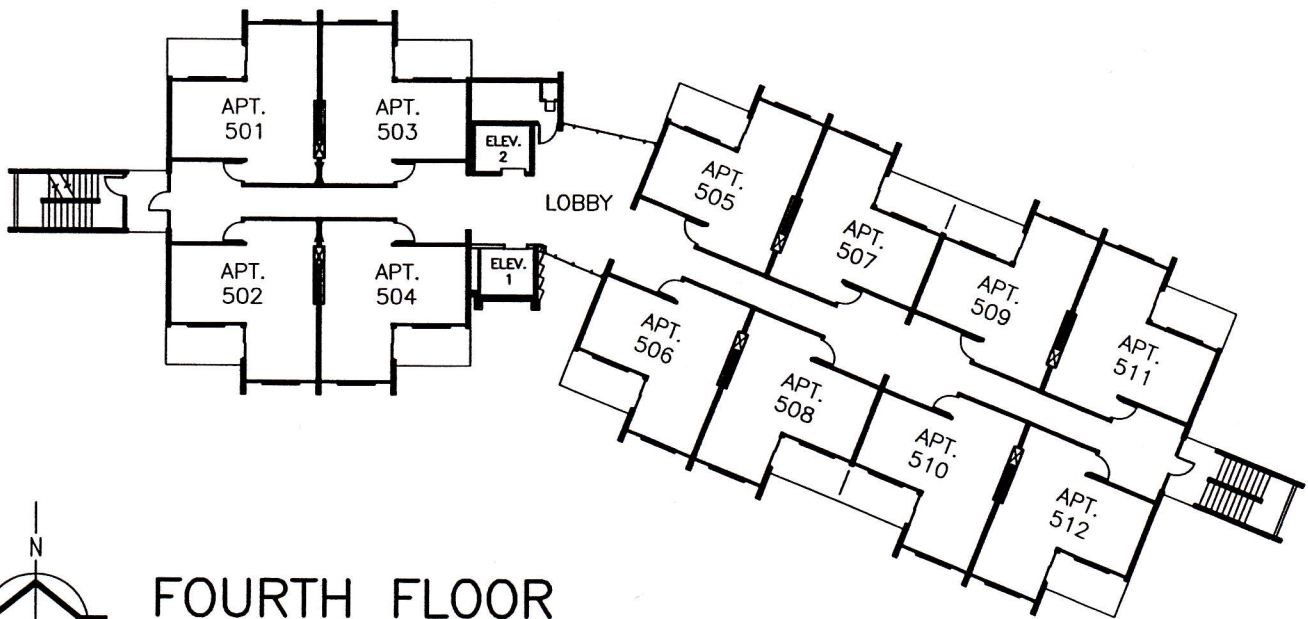 APT.
501
APT.
503
ELEV.
2
LOBBY
APT.
502
APT.
504
ELEV.
1
APT.
505
APT.
507
APT.
509
APT.
511
APT.
506
APT.
508
APT.
510
APT.
512
N
FOURTH FLOOR